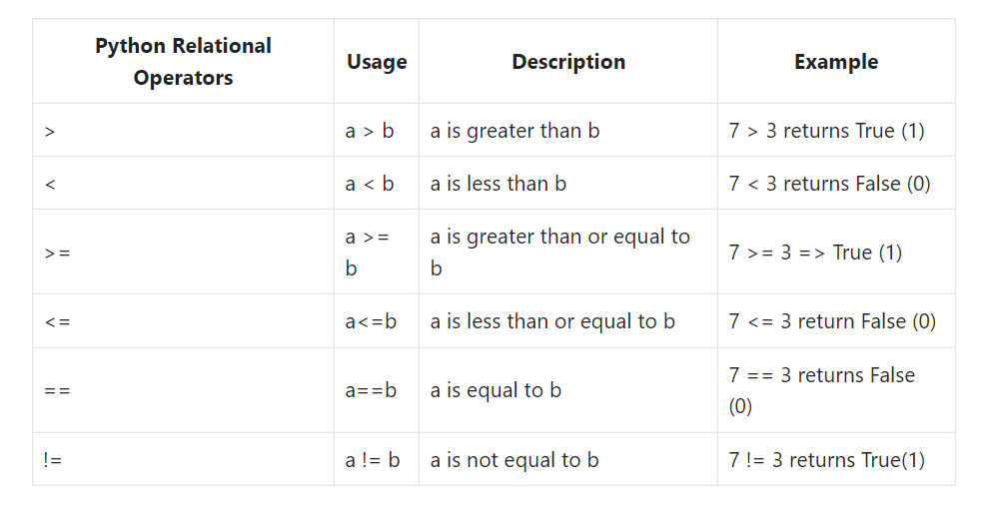 Python Relational
Operators
Usage
Description
Example
>
a > b
a is greater than b
7 > 3 returns True (1)
<
a < b
a is less than b
7 < 3 returns False (0)
>=
a >=
b
a is greater than or equal to
b
7 >= 3 => True (1)
<=
a<=b
a is less than or equal to b
7 <= 3 return False (0)
==
a==b
a is equal to b
7 == 3 returns False
(0)
!=
a != b
a is not equal to b
7 != 3 returns True(1)